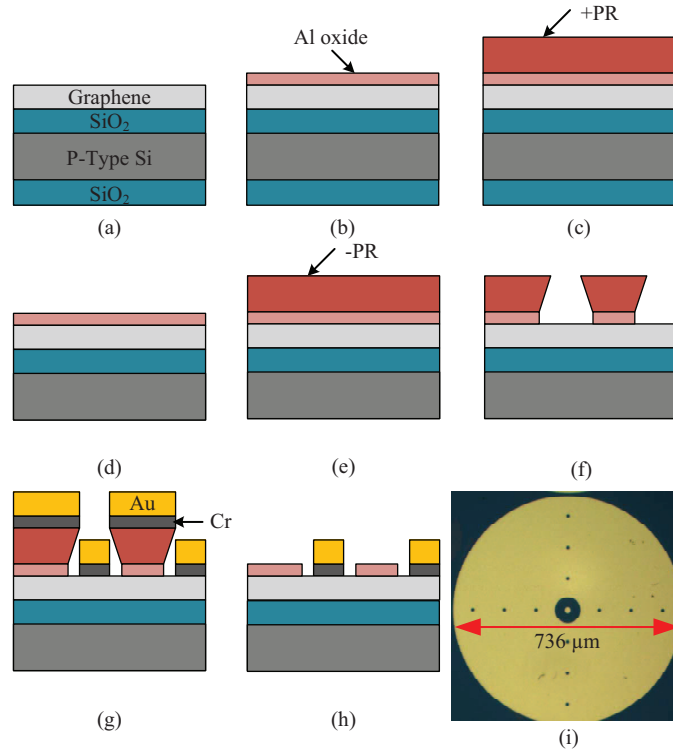 +PR
Al oxide
Graphene
SiO₂
P-Type Si
SiO₂
(a)
(b)
(c)
-PR
(d)
(e)
(f)
Au
Cr
736 µm
(g)
(h)
(i)